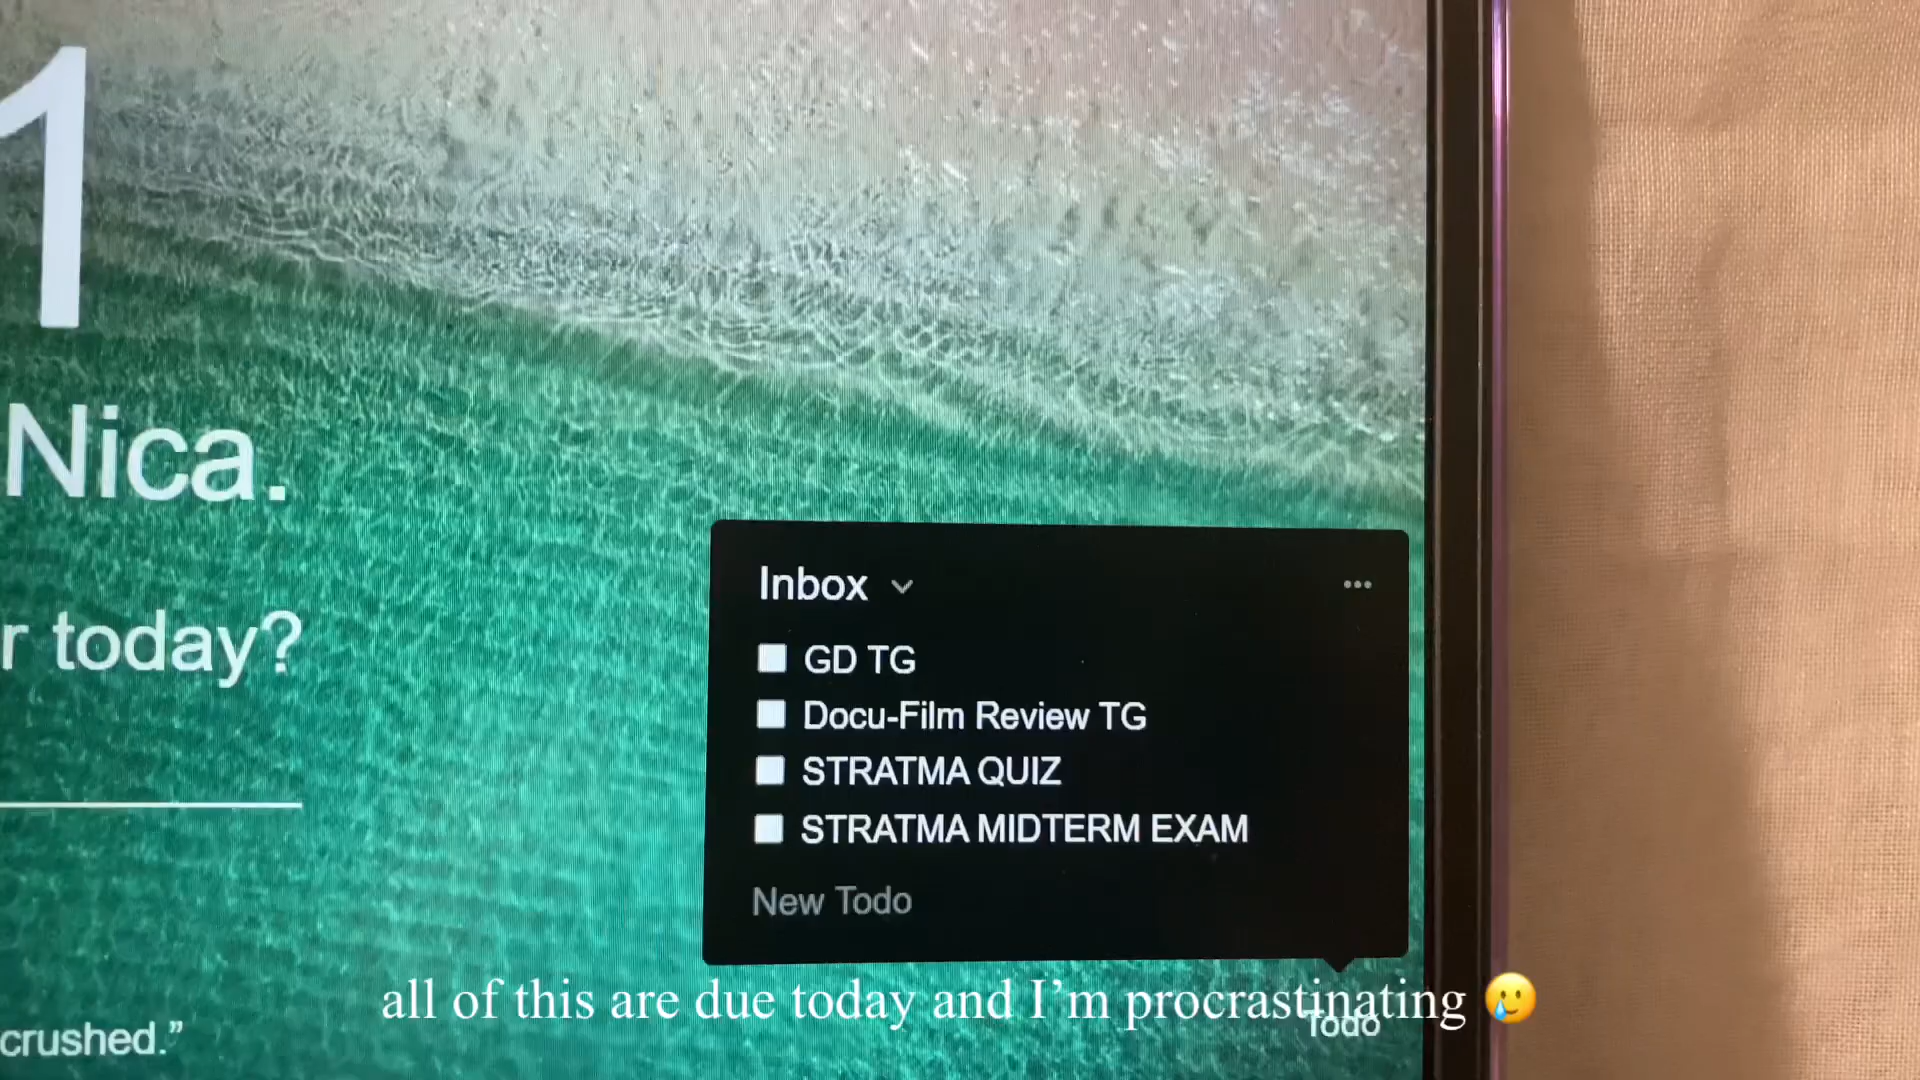 1
Nica.
r today?
Inbox
GD TG
Docu-Film Review TG
STRATMA QUIZ
STRATMA MIDTERM EXAM
New Todo
all of this are due today and I’m procrastinating 🥲
Todo
crushed.”